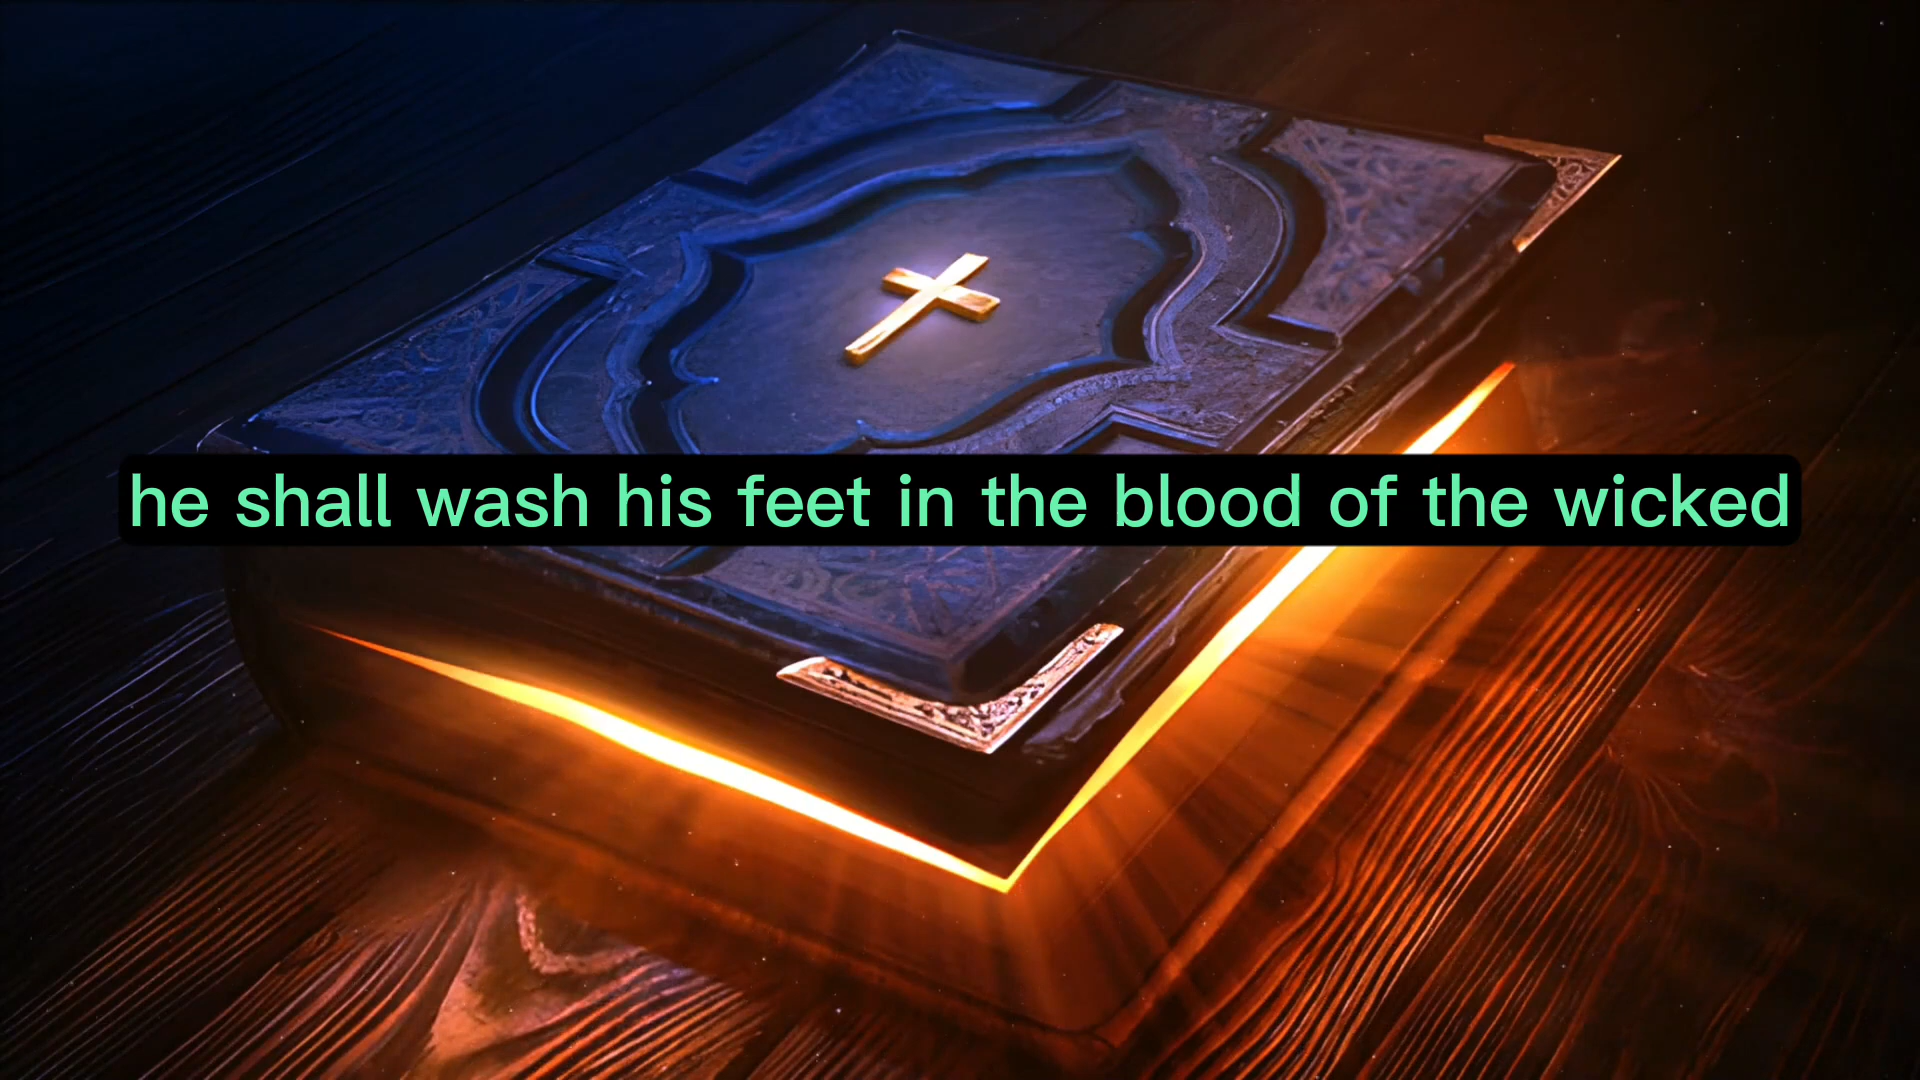 he shall wash his feet in the blood of the wicked